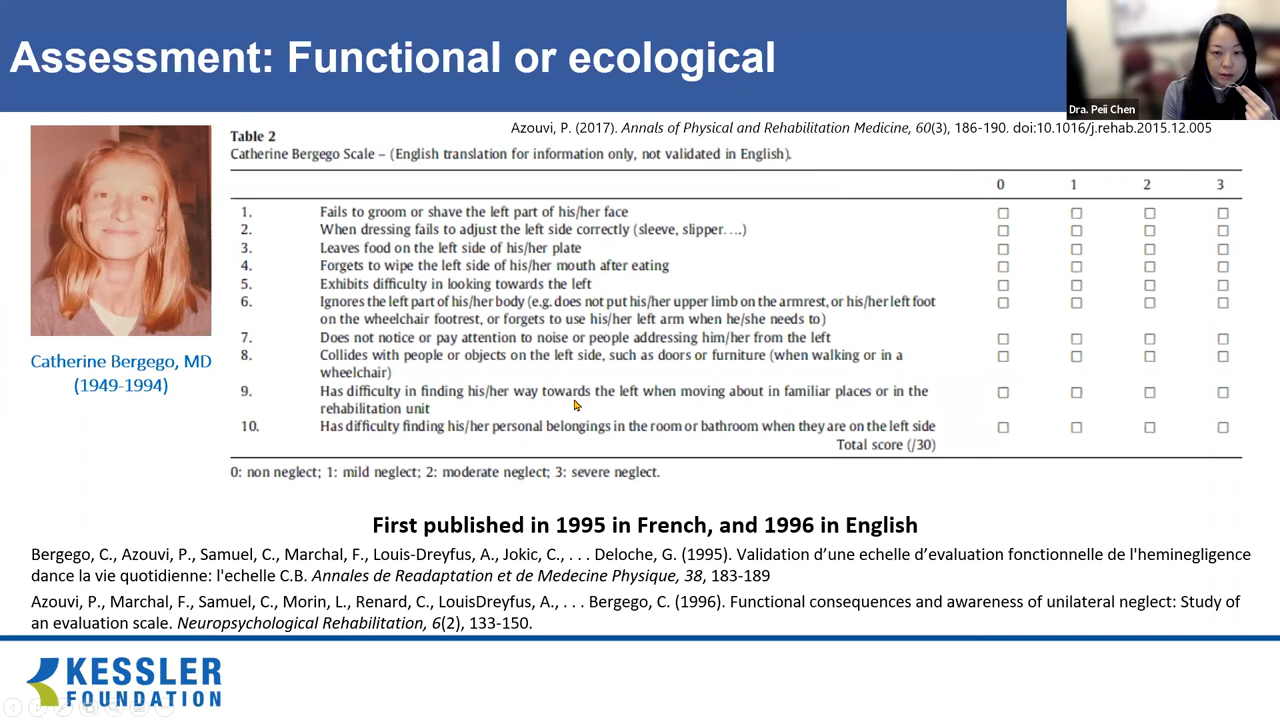 Assessment: Functional or ecological
Dra. Peii Chen
Azouvi, P. (2017). Annals of Physical and Rehabilitation Medicine, 60(3), 186-190. doi:10.1016/j.rehab.2015.12.005
Table 2
Catherine Bergego Scale – (English translation for information only, not validated in English).
0 1 2 3
1. Fails to groom or shave the left part of his/her face
2. When dressing fails to adjust the left side correctly (sleeve, slipper. . ..)
3. Leaves food on the left side of his/her plate
4. Forgets to wipe the left side of his/her mouth after eating
5. Exhibits difficulty in looking towards the left
6. Ignores the left part of his/her body (e.g. does not put his/her upper limb on the armrest, or his/her left foot
on the wheelchair footrest, or forgets to use his/her left arm when he/she needs to)
7. Does not notice or pay attention to noise or people addressing him/her from the left
8. Collides with people or objects on the left side, such as doors or furniture (when walking or in a
wheelchair)
9. Has difficulty in finding his/her way towards the left when moving about in familiar places or in the
rehabilitation unit
10. Has difficulty finding his/her personal belongings in the room or bathroom when they are on the left side
Total score (/30)
0: non neglect; 1: mild neglect; 2: moderate neglect; 3: severe neglect.
Catherine Bergego, MD
(1949-1994)
First published in 1995 in French, and 1996 in English
Bergego, C., Azouvi, P., Samuel, C., Marchal, F., Louis-Dreyfus, A., Jokic, C., . . . Deloche, G. (1995). Validation d’une echelle d’evaluation fonctionnelle de l'heminegligence
dance la vie quotidienne: l'echelle C.B. Annales de Readaptation et de Medecine Physique, 38, 183-189
Azouvi, P., Marchal, F., Samuel, C., Morin, L., Renard, C., LouisDreyfus, A., . . . Bergego, C. (1996). Functional consequences and awareness of unilateral neglect: Study of
an evaluation scale. Neuropsychological Rehabilitation, 6(2), 133-150.
KESSLER
FOUNDATION